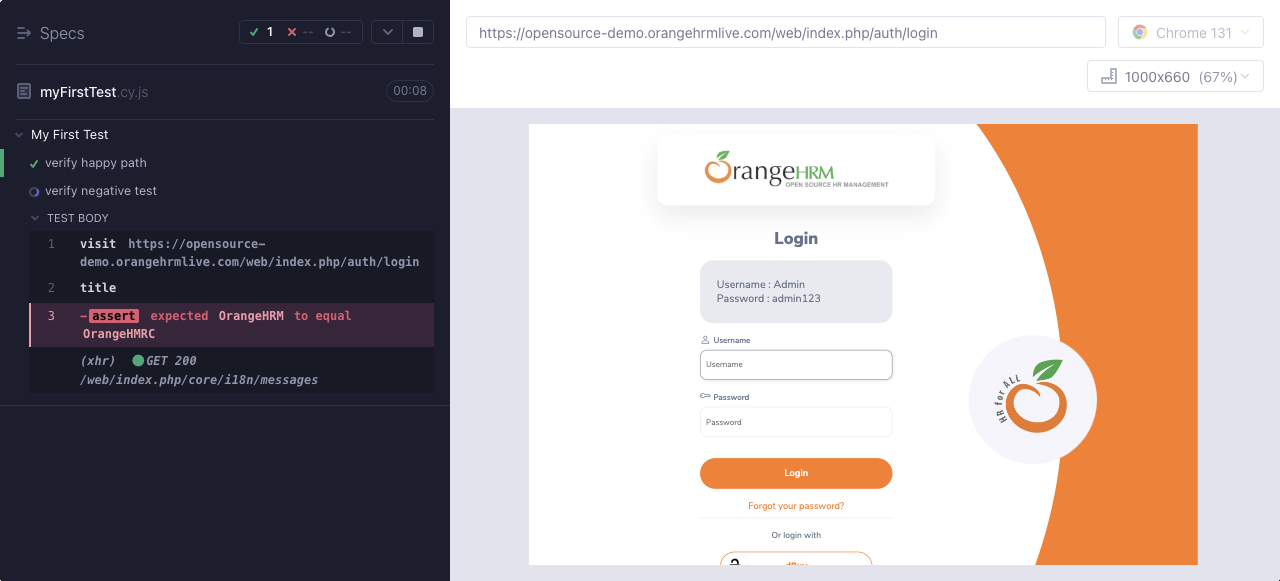 Specs
1
--
--
https://opensource-demo.orangehrmlive.com/web/index.php/auth/login
Chrome 131
1000x660 (67%)
myFirstTest.cy.js
00:08
My First Test
verify happy path
verify negative test
TEST BODY
1 visit https://opensource-
demo.orangehrmlive.com/web/index.php/auth/login
2 title
3 -assert expected OrangeHRM to equal
OrangeHMRC
(xhr) GET 200
/web/index.php/core/i18n/messages
OrangeHRM
OPEN SOURCE HR MANAGEMENT
Login
Username : Admin
Password : admin123
Username
Username
Password
Password
Login
Forgot your password?
Or login with
HR for ALL